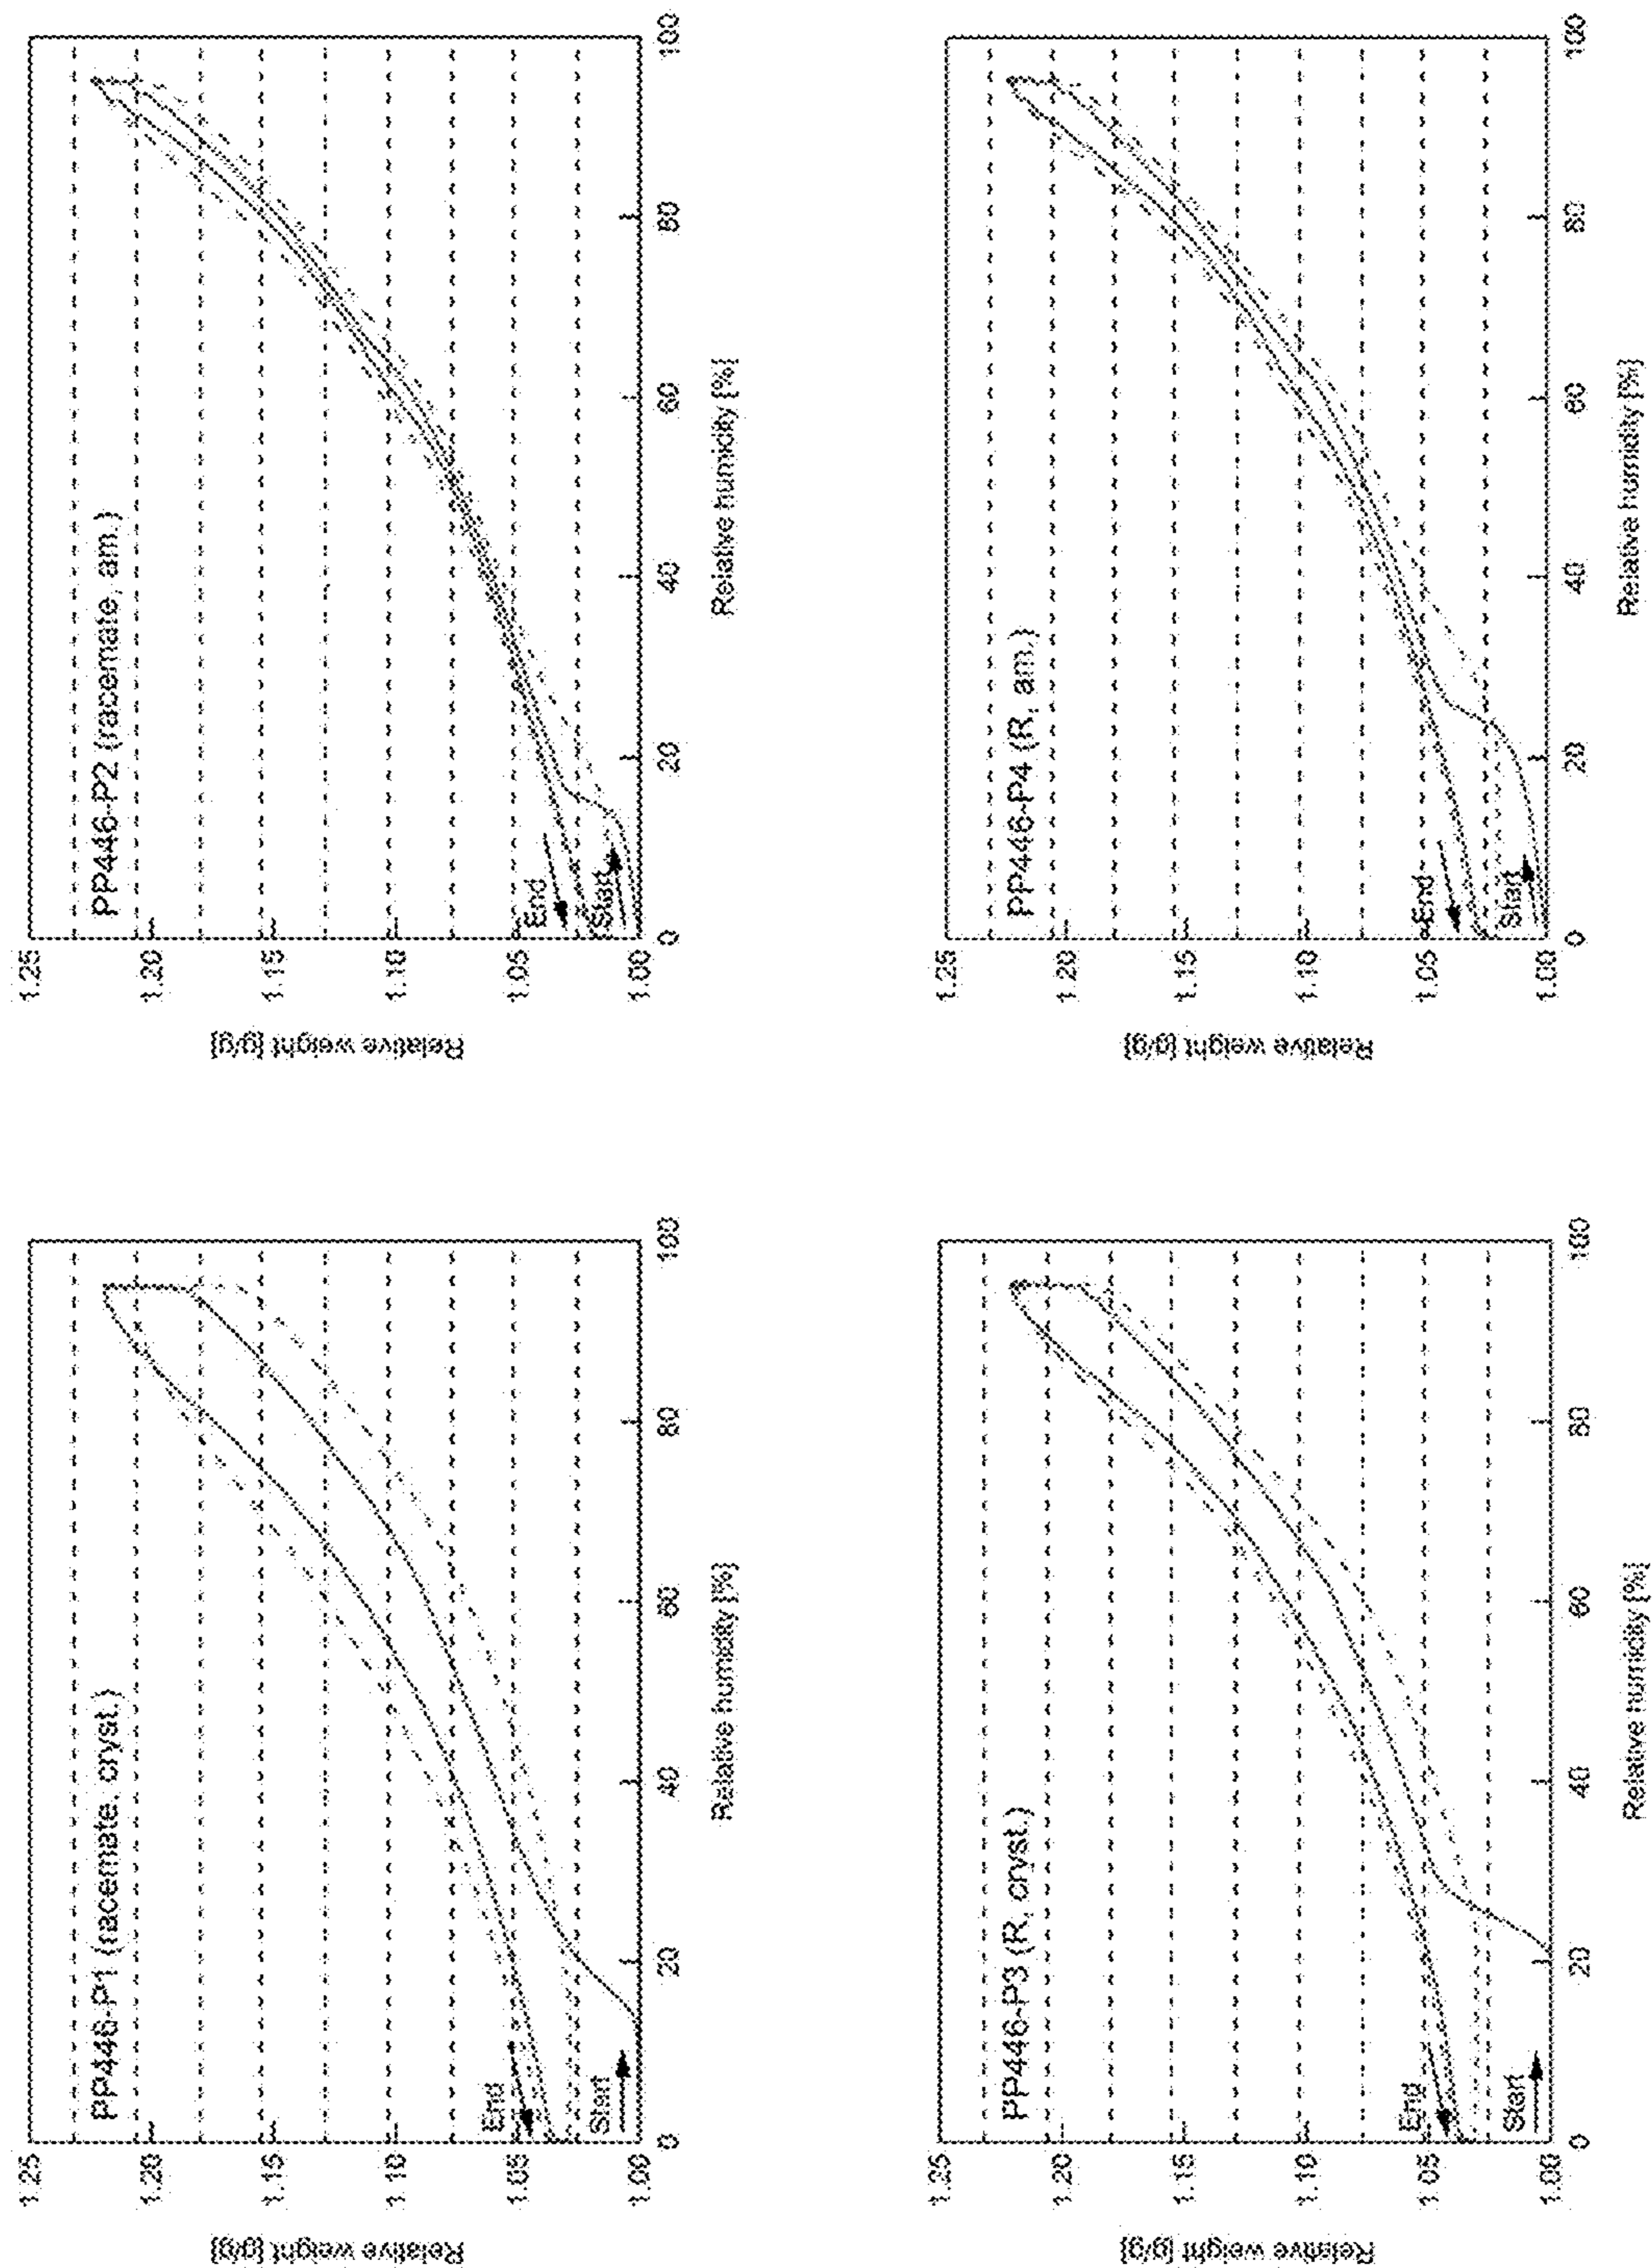 PP446-P1 (racemate, cryst.)
Relative weight [g/g]
1.25
1.20
1.15
1.10
1.05
1.00
End
Start
0
20
40
60
80
100
Relative humidity [%]
PP446-P2 (racemate, am.)
Relative weight [g/g]
1.25
1.20
1.15
1.10
1.05
1.00
End
Start
0
20
40
60
80
100
Relative humidity [%]
PP446-P3 (R, cryst.)
Relative weight [g/g]
1.25
1.20
1.15
1.10
1.05
1.00
End
Start
0
20
40
60
80
100
Relative humidity [%]
PP446-P4 (R, am.)
Relative weight [g/g]
1.25
1.20
1.15
1.10
1.05
1.00
End
Start
0
20
40
60
80
100
Relative humidity [%]